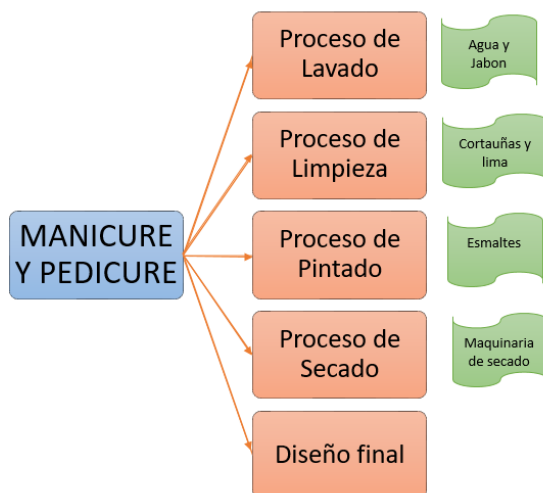 Proceso de
Lavado
Agua y
Jabon
Proceso de
Limpieza
Cortauñas y
lima
MANICURE
Y PEDICURE
Proceso de
Pintado
Esmaltes
Proceso de
Secado
Maquinaria
de secado
Diseño final